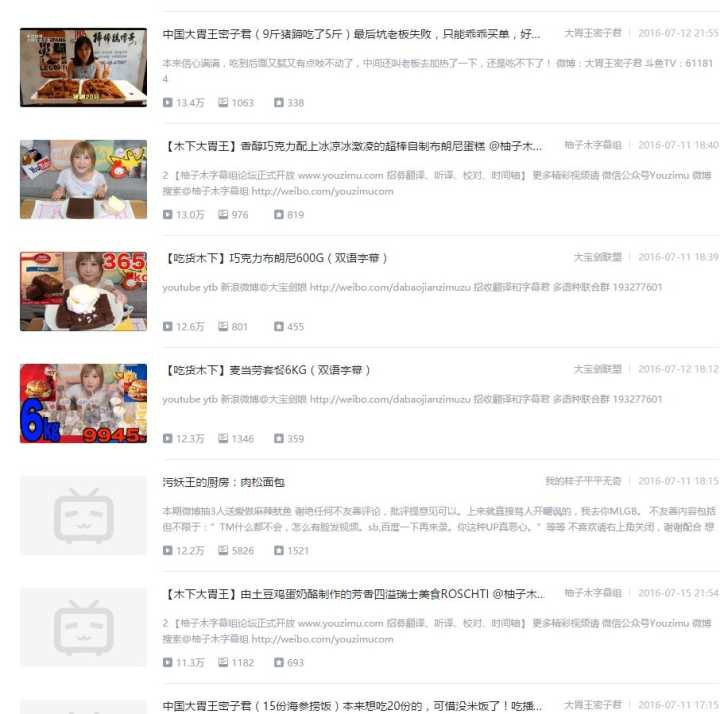 中国大胃王密子君（9斤猪蹄吃了5斤）最后坑老板失败，只能乖乖买单，好... 大胃王密子君 2016-07-12 21:55
本来信心满满，吃到后面又腻又有点咬不动了，中间还叫老板去加热了一下，还是吃不下了！ 微博：大胃王密子君 斗鱼TV：61181
4
13.4万 1063 338
【木下大胃王】香醇巧克力配上冰凉冰激凌的超棒自制布朗尼蛋糕 @柚子木... 柚子木字幕组 2016-07-11 18:40
2 【柚子木字幕组论坛正式开放 www.youzimu.com 招募翻译、听译、校对、时间轴】 更多精彩视频请 微信公众号Youzimu 微博
搜索@柚子木字幕组 http://weibo.com/youzimucom
13.0万 976 819
365
kcal
【吃货木下】巧克力布朗尼600G（双语字幕） 大宝剑联盟 2016-07-11 18:39
youtube ytb 新浪微博@大宝剑娘 http://weibo.com/dabaojianzimuzu 招收翻译和字幕君 多语种联合群 193277601
12.6万 801 455
6kg
9945
【吃货木下】麦当劳套餐6KG（双语字幕） 大宝剑联盟 2016-07-12 18:12
youtube ytb 新浪微博@大宝剑娘 http://weibo.com/dabaojianzimuzu 招收翻译和字幕君 多语种联合群 193277601
12.3万 1346 359
污妖王的厨房：肉松面包 我的样子平平无奇 2016-07-11 18:15
本期微博抽3人送爱做麻辣鱿鱼 谢绝任何不友善评论，批评提意见可以。上来就直接骂人开嘲说的，我去你MLGB。 不友善内容包括
但不限于：”TM什么都不会，怎么有脸发视频。sb,百度一下再来录。你这种UP真恶心。” 等等 不喜欢请右上角关闭，谢谢配合 想
12.2万 5826 1521
【木下大胃王】由土豆鸡蛋奶酪制作的芳香四溢瑞士美食ROSCHTI @柚子木... 柚子木字幕组 2016-07-15 21:54
2 【柚子木字幕组论坛正式开放 www.youzimu.com 招募翻译、听译、校对、时间轴】 更多精彩视频请 微信公众号Youzimu 微博
搜索@柚子木字幕组 http://weibo.com/youzimucom
11.3万 1182 693
中国大胃王密子君（15份海参捞饭）本来想吃20份的，可惜没米饭了！吃播... 大胃王密子君 2016-07-11 17:15